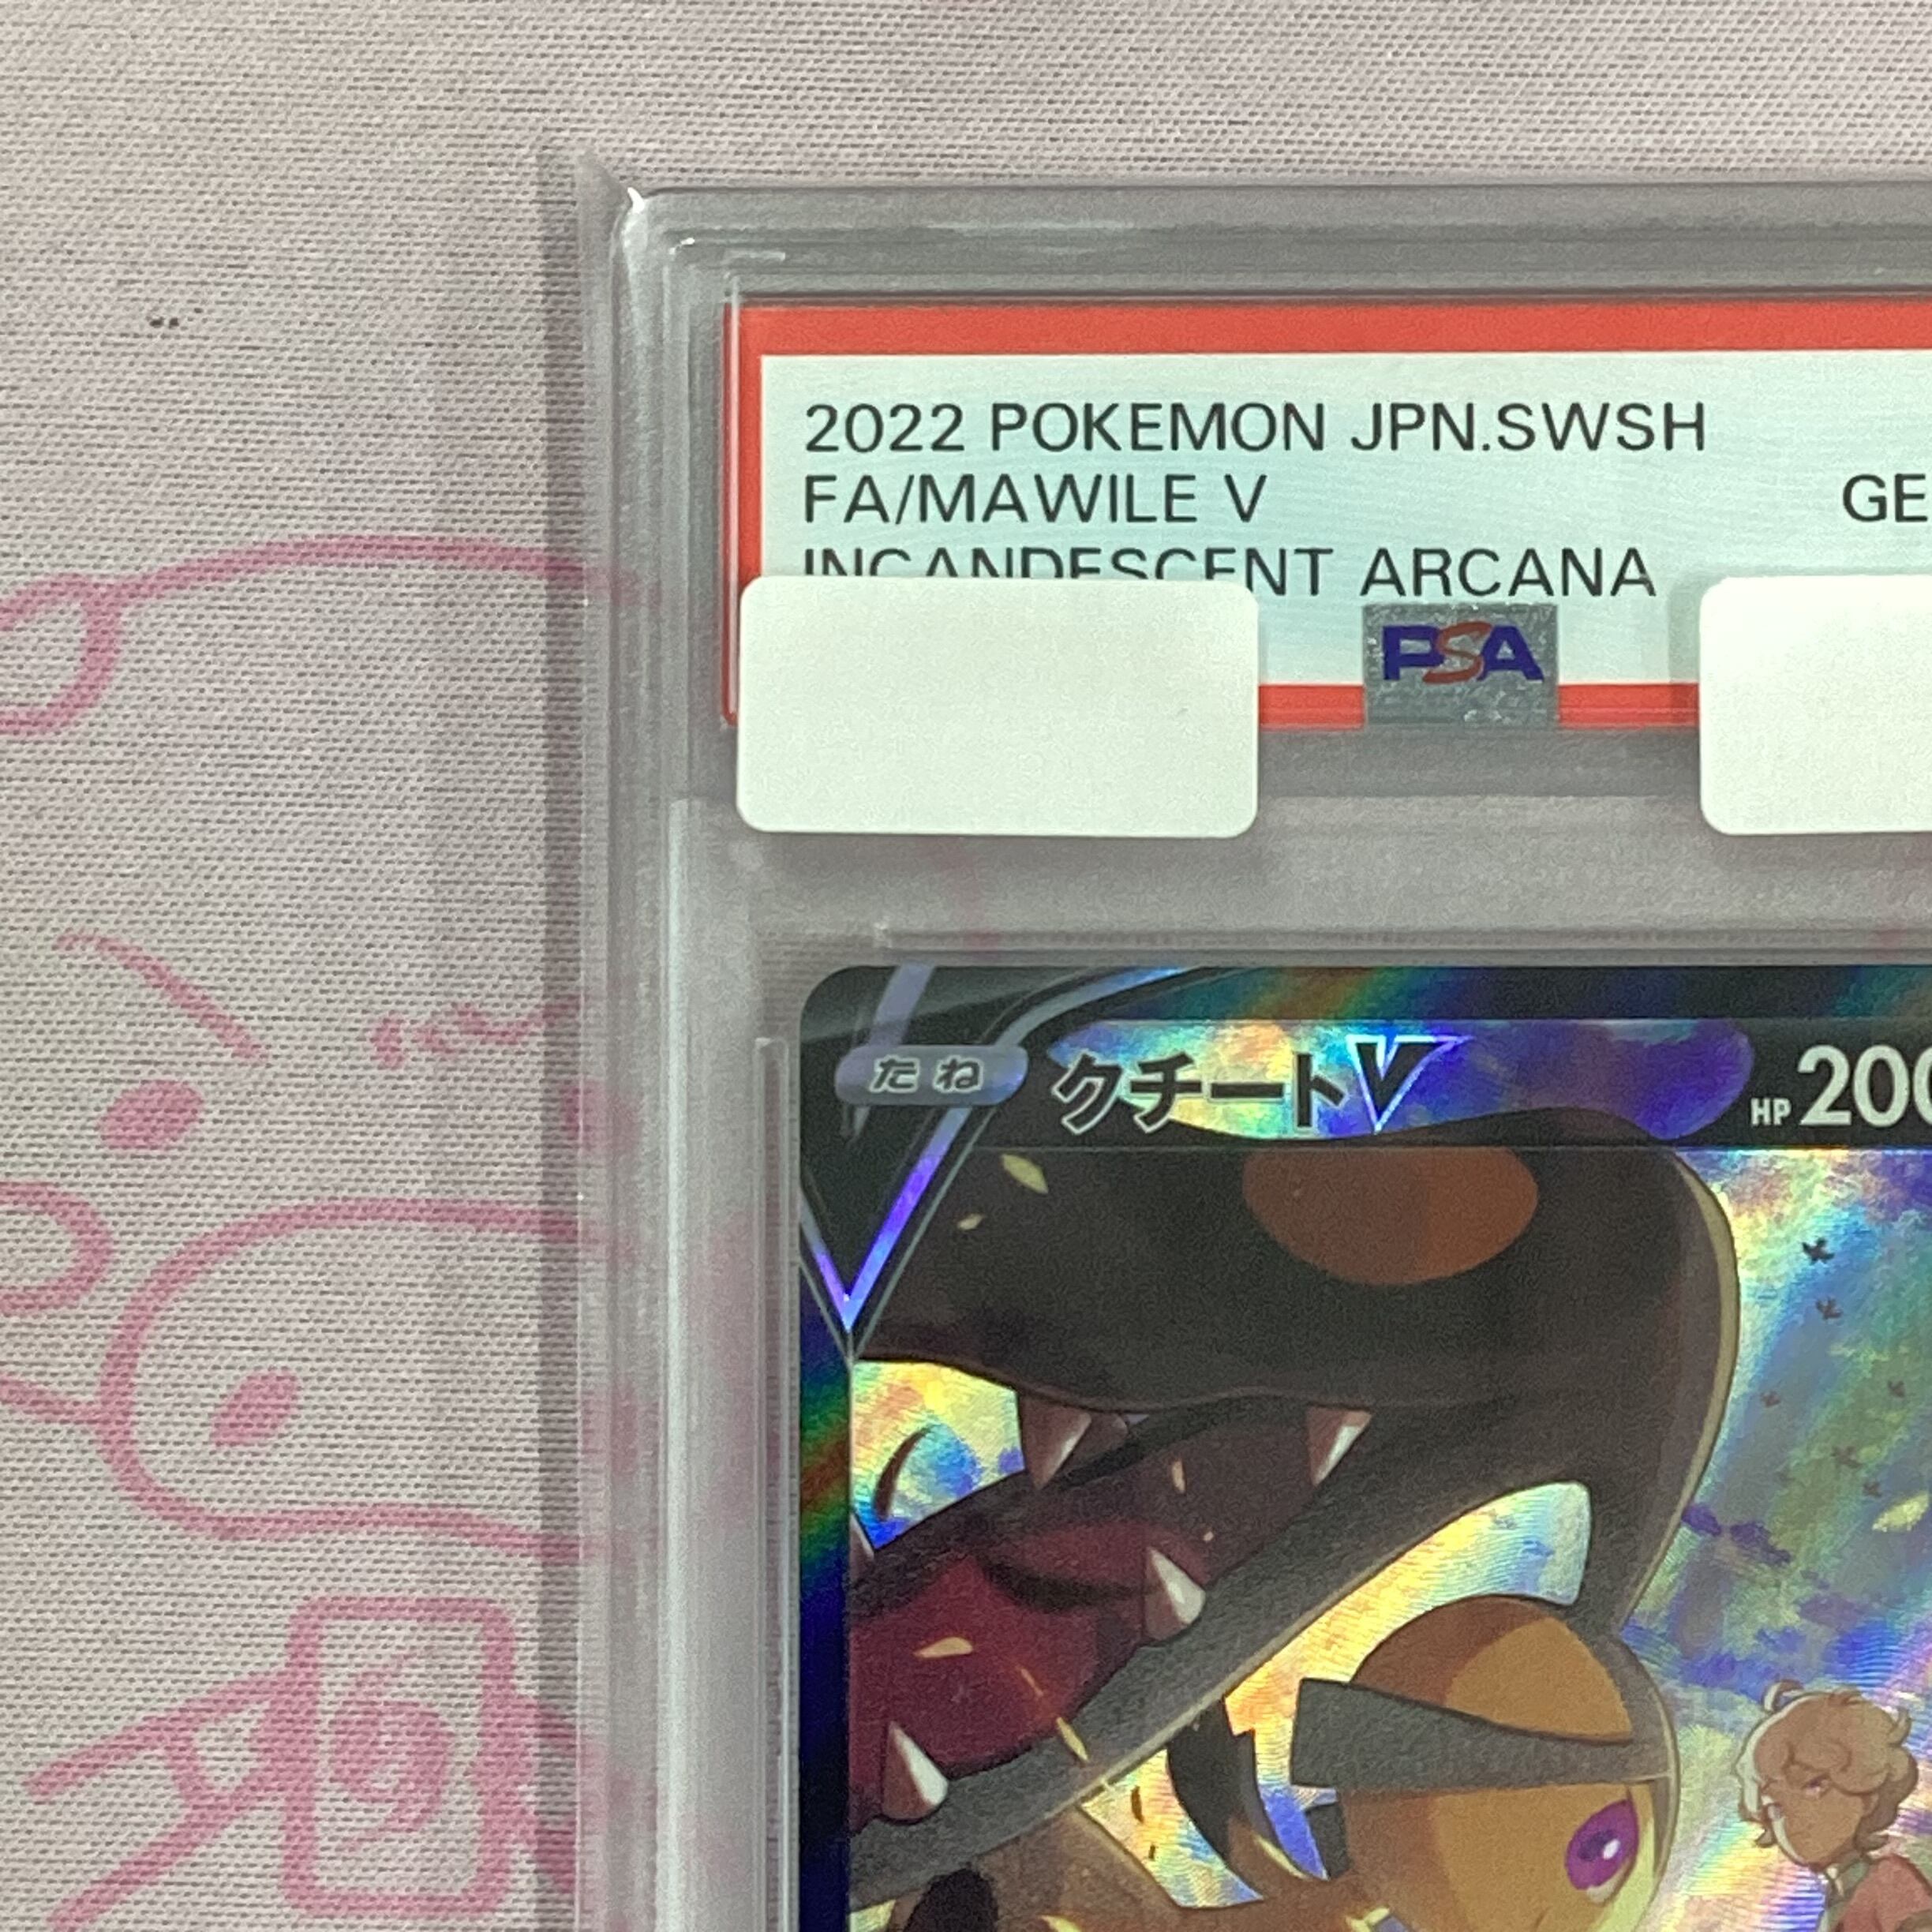 2022 POKEMON JPN.SWSH
FA/MAWILE V
GE
INCANDESCENT ARCANA
PSA
たね クチートV HP 200